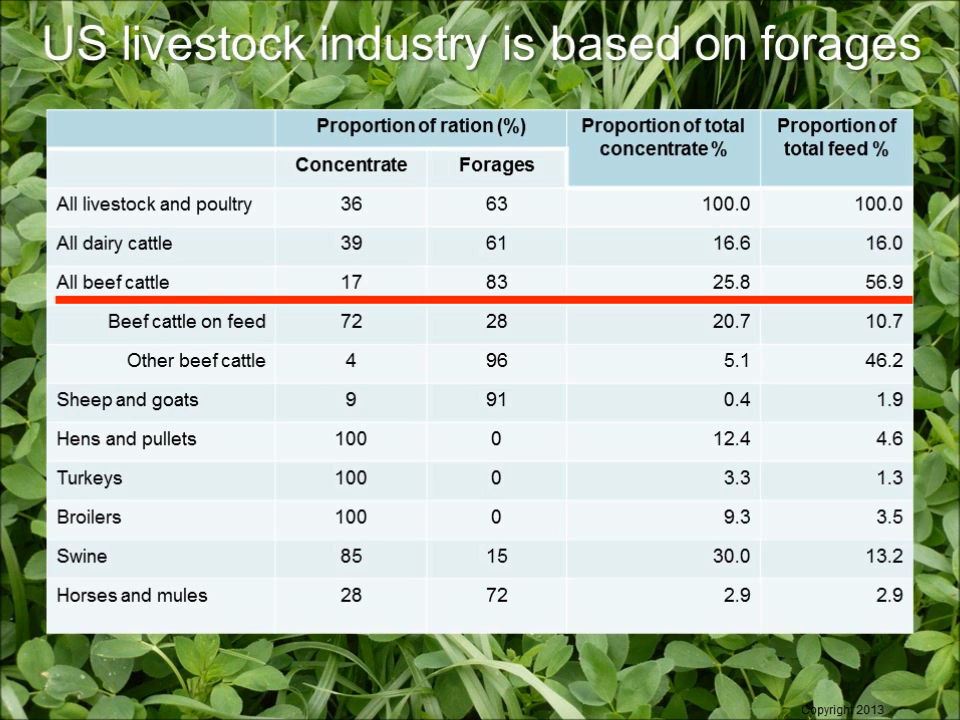 US livestock industry is based on forages
Proportion of ration (%) Proportion of total concentrate % Proportion of total feed %
Concentrate Forages
All livestock and poultry 36 63 100.0 100.0
All dairy cattle 39 61 16.6 16.0
All beef cattle 17 83 25.8 56.9
Beef cattle on feed 72 28 20.7 10.7
Other beef cattle 4 96 5.1 46.2
Sheep and goats 9 91 0.4 1.9
Hens and pullets 100 0 12.4 4.6
Turkeys 100 0 3.3 1.3
Broilers 100 0 9.3 3.5
Swine 85 15 30.0 13.2
Horses and mules 28 72 2.9 2.9
Copyright 2013